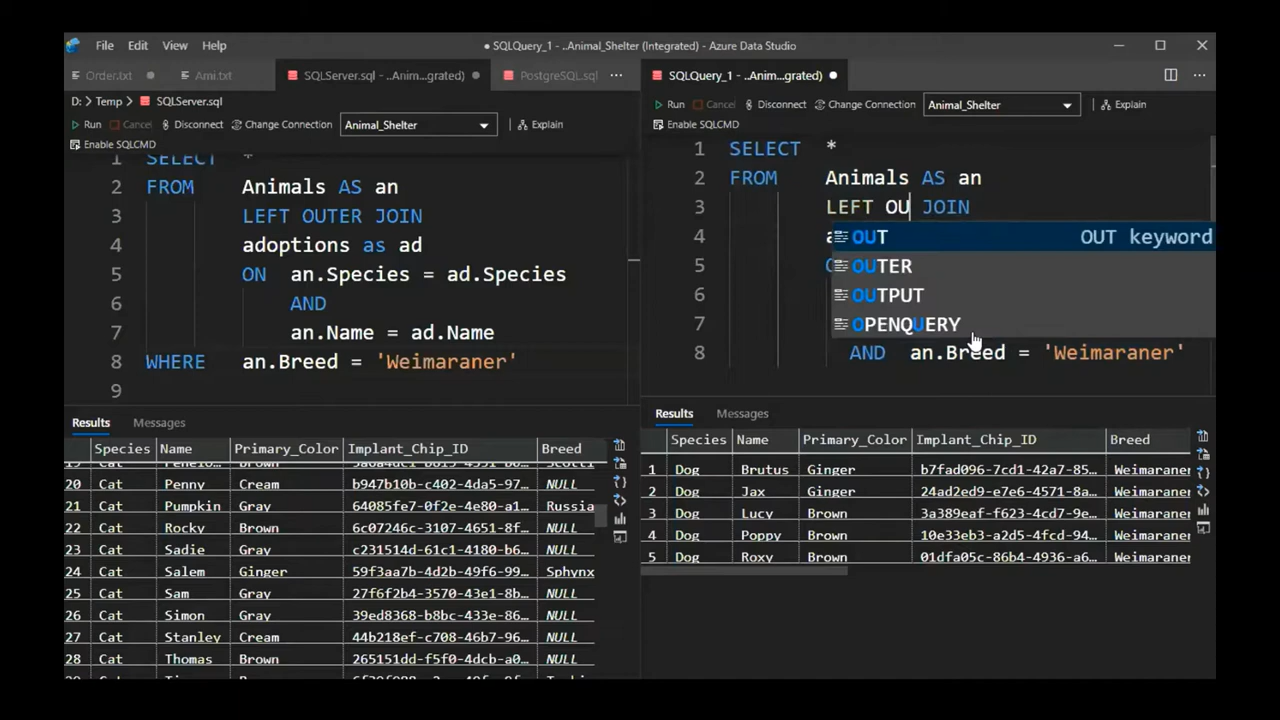 File Edit View Help
● SQLQuery_1 - ..Animal_Shelter (Integrated) - Azure Data Studio
Order.txt
Ami.txt
SQLServer.sql - ..Anim...grated)
PostgreSQL.sql
D: > Temp > SQLServer.sql
Run Cancel Disconnect Change Connection Animal_Shelter Explain
Enable SQLCMD
1 SELECT *
2 FROM Animals AS an
3 LEFT OUTER JOIN
4 adoptions as ad
5 ON an.Species = ad.Species
6 AND
7 an.Name = ad.Name
8 WHERE an.Breed = 'Weimaraner'
9
Results Messages
Species Name Primary_Color Implant_Chip_ID Breed
20 Cat Penny Cream b947b10b-c402-4da5-97... NULL
21 Cat Pumpkin Gray 64085fe7-0f2e-4e80-a1... Russia
22 Cat Rocky Brown 6c07246c-3107-4651-8f... NULL
23 Cat Sadie Gray c231514d-61c1-4180-b6... NULL
24 Cat Salem Ginger 59f3aa7b-4d2b-49f6-99... Sphynx
25 Cat Sam Gray 27f6f2b4-3570-43e1-8b... NULL
26 Cat Simon Gray 39ed8368-b8bc-433e-9f... NULL
27 Cat Stanley Cream 44b218ef-c708-46b7-96... NULL
28 Cat Thomas Brown 265151dd-f5f0-4dcb-a0... NULL
SQLQuery_1 - ..Anim...grated)
Run Cancel Disconnect Change Connection Animal_Shelter Explain
Enable SQLCMD
1 SELECT *
2 FROM Animals AS an
3 LEFT OU JOIN
4
5
6
7
8 AND an.Breed = 'Weimaraner'
OUT OUT keyword
OUTER
OUTPUT
OPENQUERY
Results Messages
Species Name Primary_Color Implant_Chip_ID Breed
1 Dog Brutus Ginger b7fad096-7cd1-42a7-85... Weimaraner
2 Dog Jax Ginger 24ad2ed9-e7e6-4571-8a... Weimaraner
3 Dog Lucy Brown 3a389eaf-f623-4cd7-9e... Weimaraner
4 Dog Poppy Brown 10e33eb3-a2d5-4fcd-94... Weimaraner
5 Dog Roxy Brown 01dfa05c-86b4-4936-a6... Weimaraner